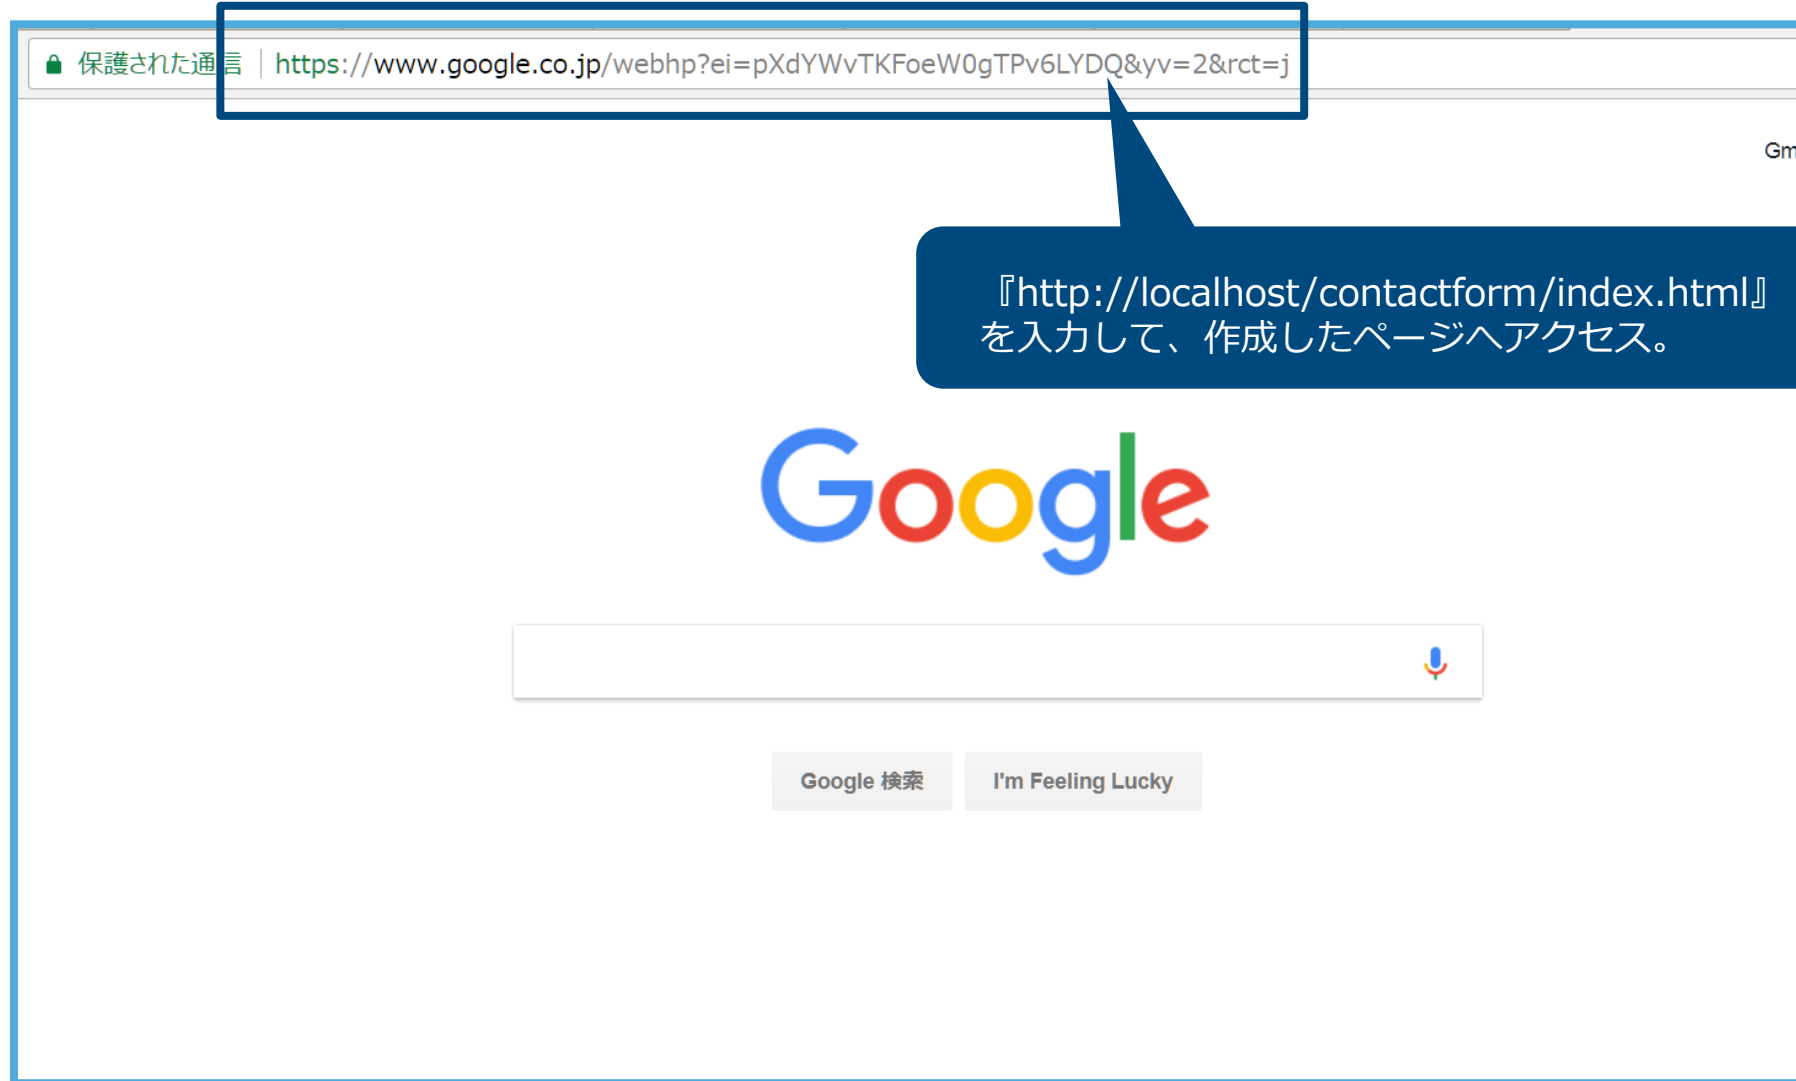 保護された通信 https://www.google.co.jp/webhp?ei=pXdYWvTKFoeW0gTPv6LYDQ&yv=2&rct=j
Gm
『http://localhost/contactform/index.html』
を入力して、作成したページへアクセス。
Google
Google 検索 I'm Feeling Lucky